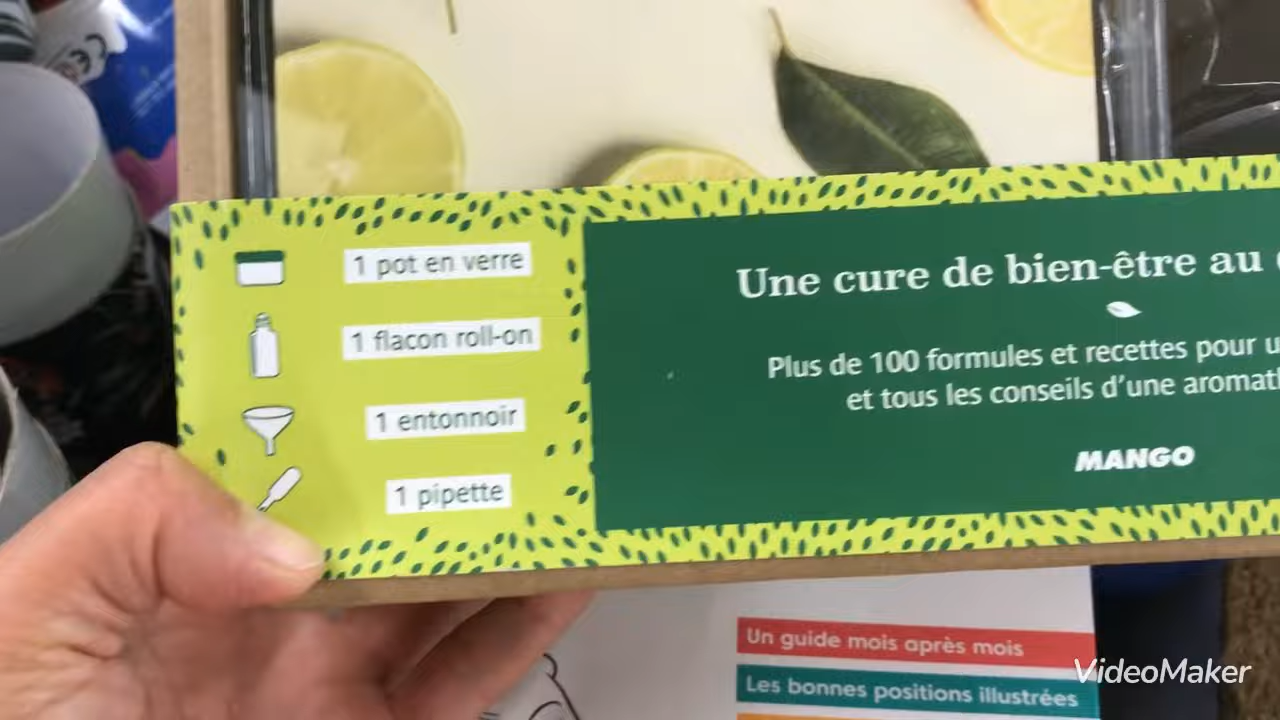 1 pot en verre
1 flacon roll-on
1 entonnoir
1 pipette
Une cure de bien-être au
Plus de 100 formules et recettes pour
et tous les conseils d'une
MANGO
Un guide mois après mois
Les bonnes positions illustrées
VideoMaker